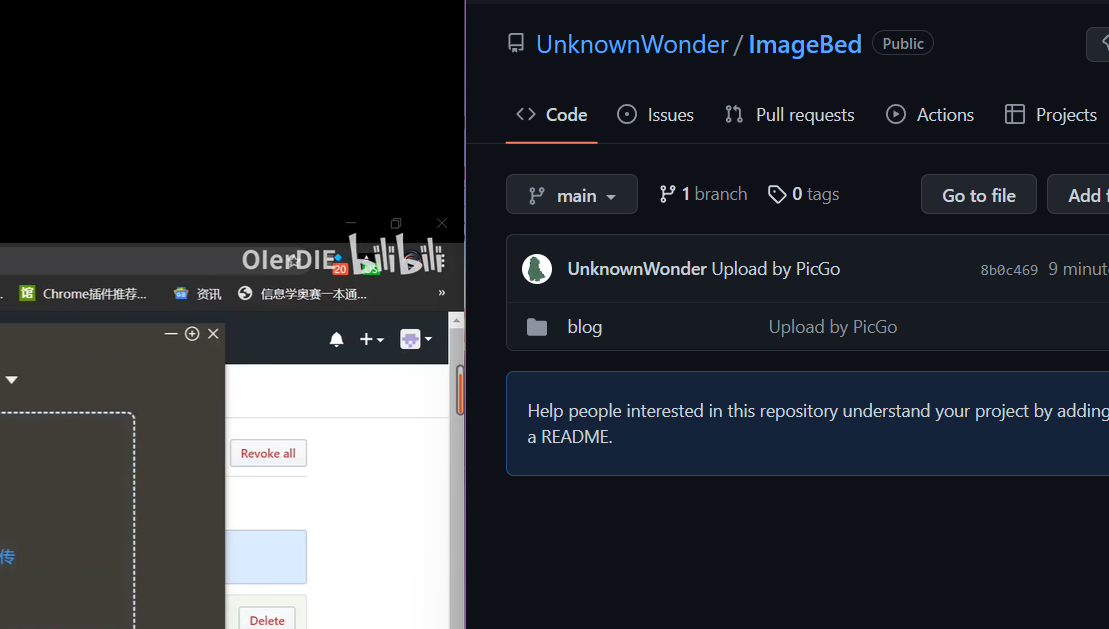 OIerDIE bilibili
20
Chrome插件推荐...
资讯
信息学奥赛一本通...
»
Revoke all
传
Delete
UnknownWonder / ImageBed Public
Code Issues Pull requests Actions Projects
main 1 branch 0 tags Go to file Add
UnknownWonder Upload by PicGo 8b0c469 9
blog Upload by PicGo
Help people interested in this repository understand your project by adding
a README.